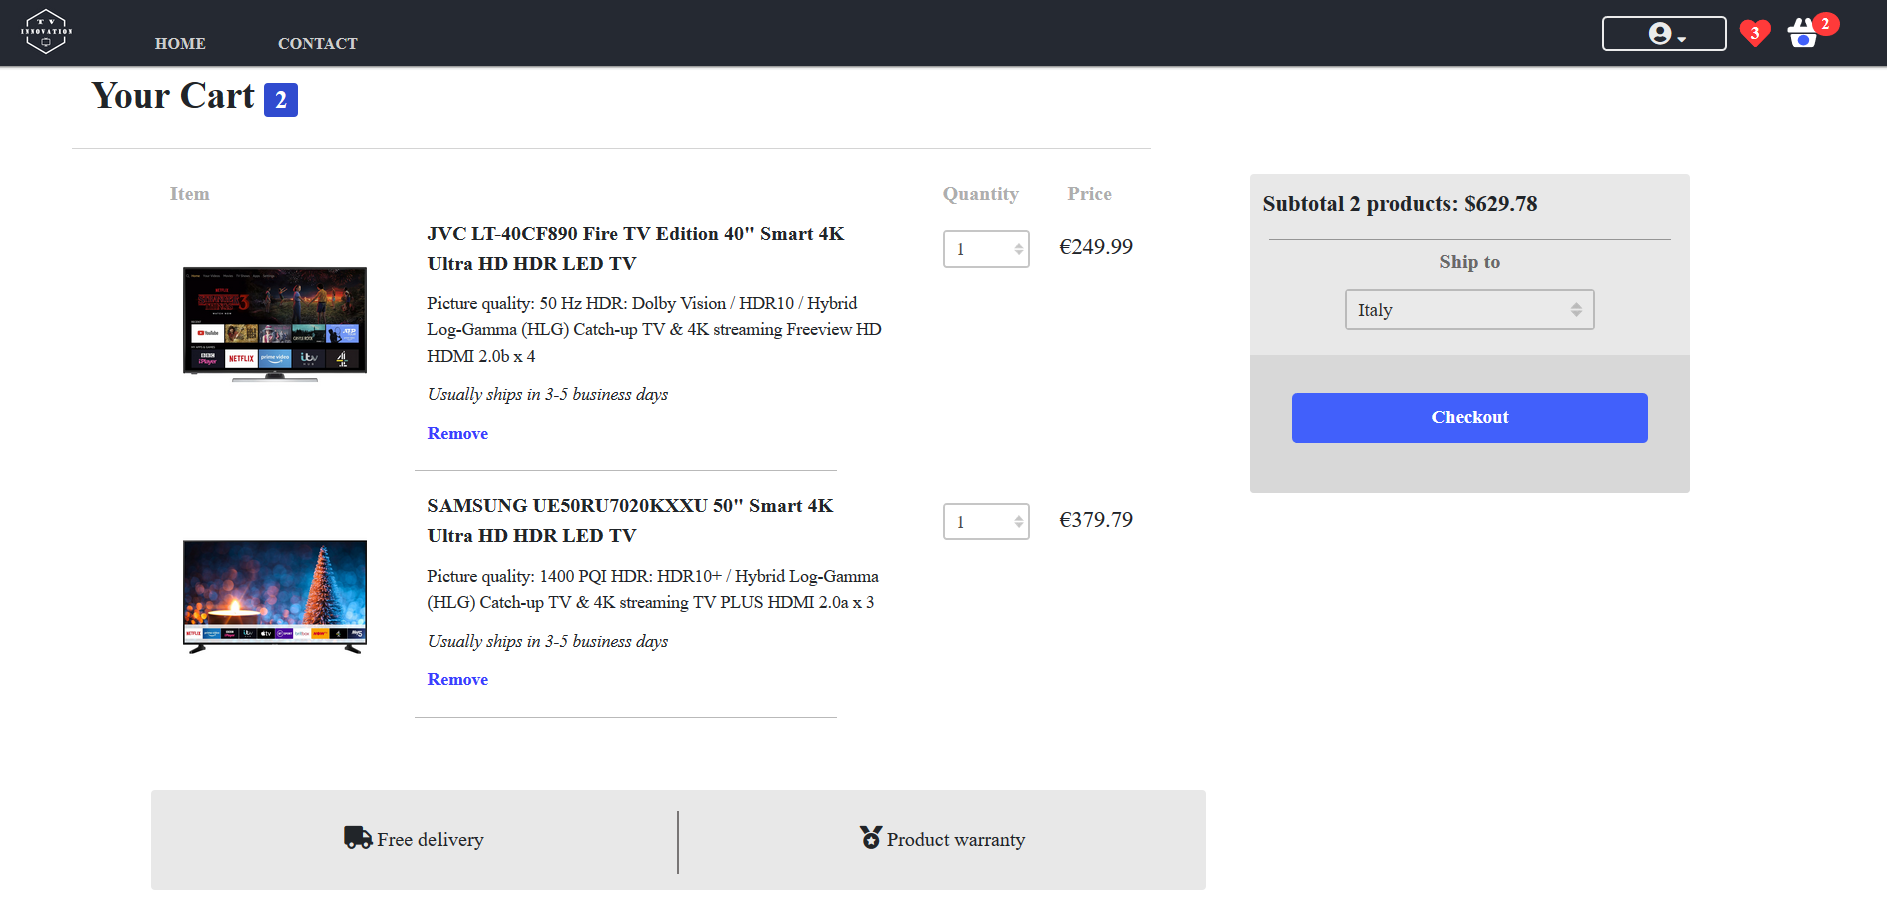 TV
INNOVATION
HOME
CONTACT
3
2
Your Cart 2
Item
Quantity
Price
JVC LT-40CF890 Fire TV Edition 40" Smart 4K
Ultra HD HDR LED TV
1
€249.99
Picture quality: 50 Hz HDR: Dolby Vision / HDR10 / Hybrid
Log-Gamma (HLG) Catch-up TV & 4K streaming Freeview HD
HDMI 2.0b x 4
Usually ships in 3-5 business days
Remove
NETFLIX
prime video
itv
SAMSUNG UE50RU7020KXXU 50" Smart 4K
Ultra HD HDR LED TV
1
€379.79
Picture quality: 1400 PQI HDR: HDR10+ / Hybrid Log-Gamma
(HLG) Catch-up TV & 4K streaming TV PLUS HDMI 2.0a x 3
Usually ships in 3-5 business days
Remove
Subtotal 2 products: $629.78
Ship to
Italy
Checkout
Free delivery
Product warranty